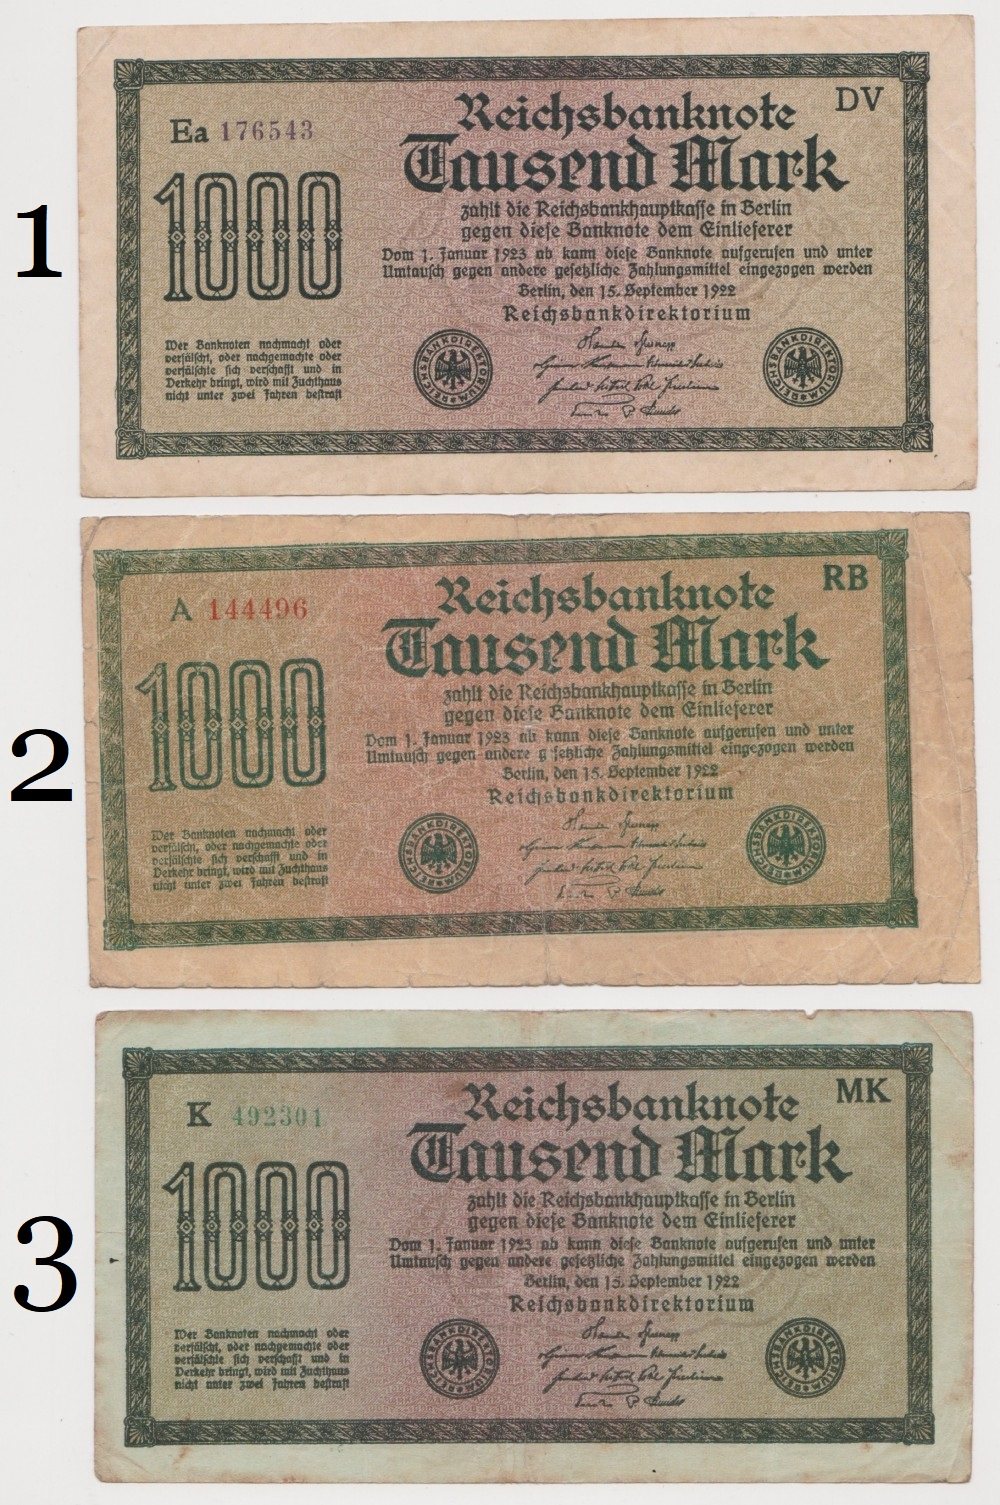 1
Ea 176543
DV
Reichsbanknote
Tausend Mark
1000
zahlt die Reichsbankhauptkasse in Berlin
gegen diese Banknote dem Einlieferer
Vom 1. Januar 1923 ab kann diese Banknote aufgerufen und unter
Umtausch gegen andere gesetzliche Zahlungsmittel eingezogen werden
Berlin, den 15. September 1922
Reichsbankdirektorium
Wer Banknoten nachmacht oder
verfälscht, oder nachgemachte oder
verfälschte sich verschafft und in
Verkehr bringt, wird mit Zuchthaus
nicht unter zwei Jahren bestraft
REICHSBANKDIREKTORIUM
REICHSBANKDIREKTORIUM
2
A 144496
RB
Reichsbanknote
Tausend Mark
1000
zahlt die Reichsbankhauptkasse in Berlin
gegen diese Banknote dem Einlieferer
Vom 1. Januar 1923 ab kann diese Banknote aufgerufen und unter
Umtausch gegen andere g setzliche Zahlungsmittel eingezogen werden
Berlin, den 15. September 1922
Reichsbankdirektorium
Wer Banknoten nachmacht oder
verfälscht, oder nachgemachte oder
verfälschte sich verschafft und in
Verkehr bringt, wird mit Zuchthaus
nicht unter zwei Jahren bestraft
REICHSBANKDIREKTORIUM
REICHSBANKDIREKTORIUM
3
K 492301
MK
Reichsbanknote
Tausend Mark
1000
zahlt die Reichsbankhauptkasse in Berlin
gegen diese Banknote dem Einlieferer
Vom 1. Januar 1923 ab kann diese Banknote aufgerufen und unter
Umtausch gegen andere gesetzliche Zahlungsmittel eingezogen werden
Berlin, den 15. September 1922
Reichsbankdirektorium
Wer Banknoten nachmacht oder
verfälscht, oder nachgemachte oder
verfälschte sich verschafft und in
Verkehr bringt, wird mit Zuchthaus
nicht unter zwei Jahren bestraft
REICHSBANKDIREKTORIUM
REICHSBANKDIREKTORIUM